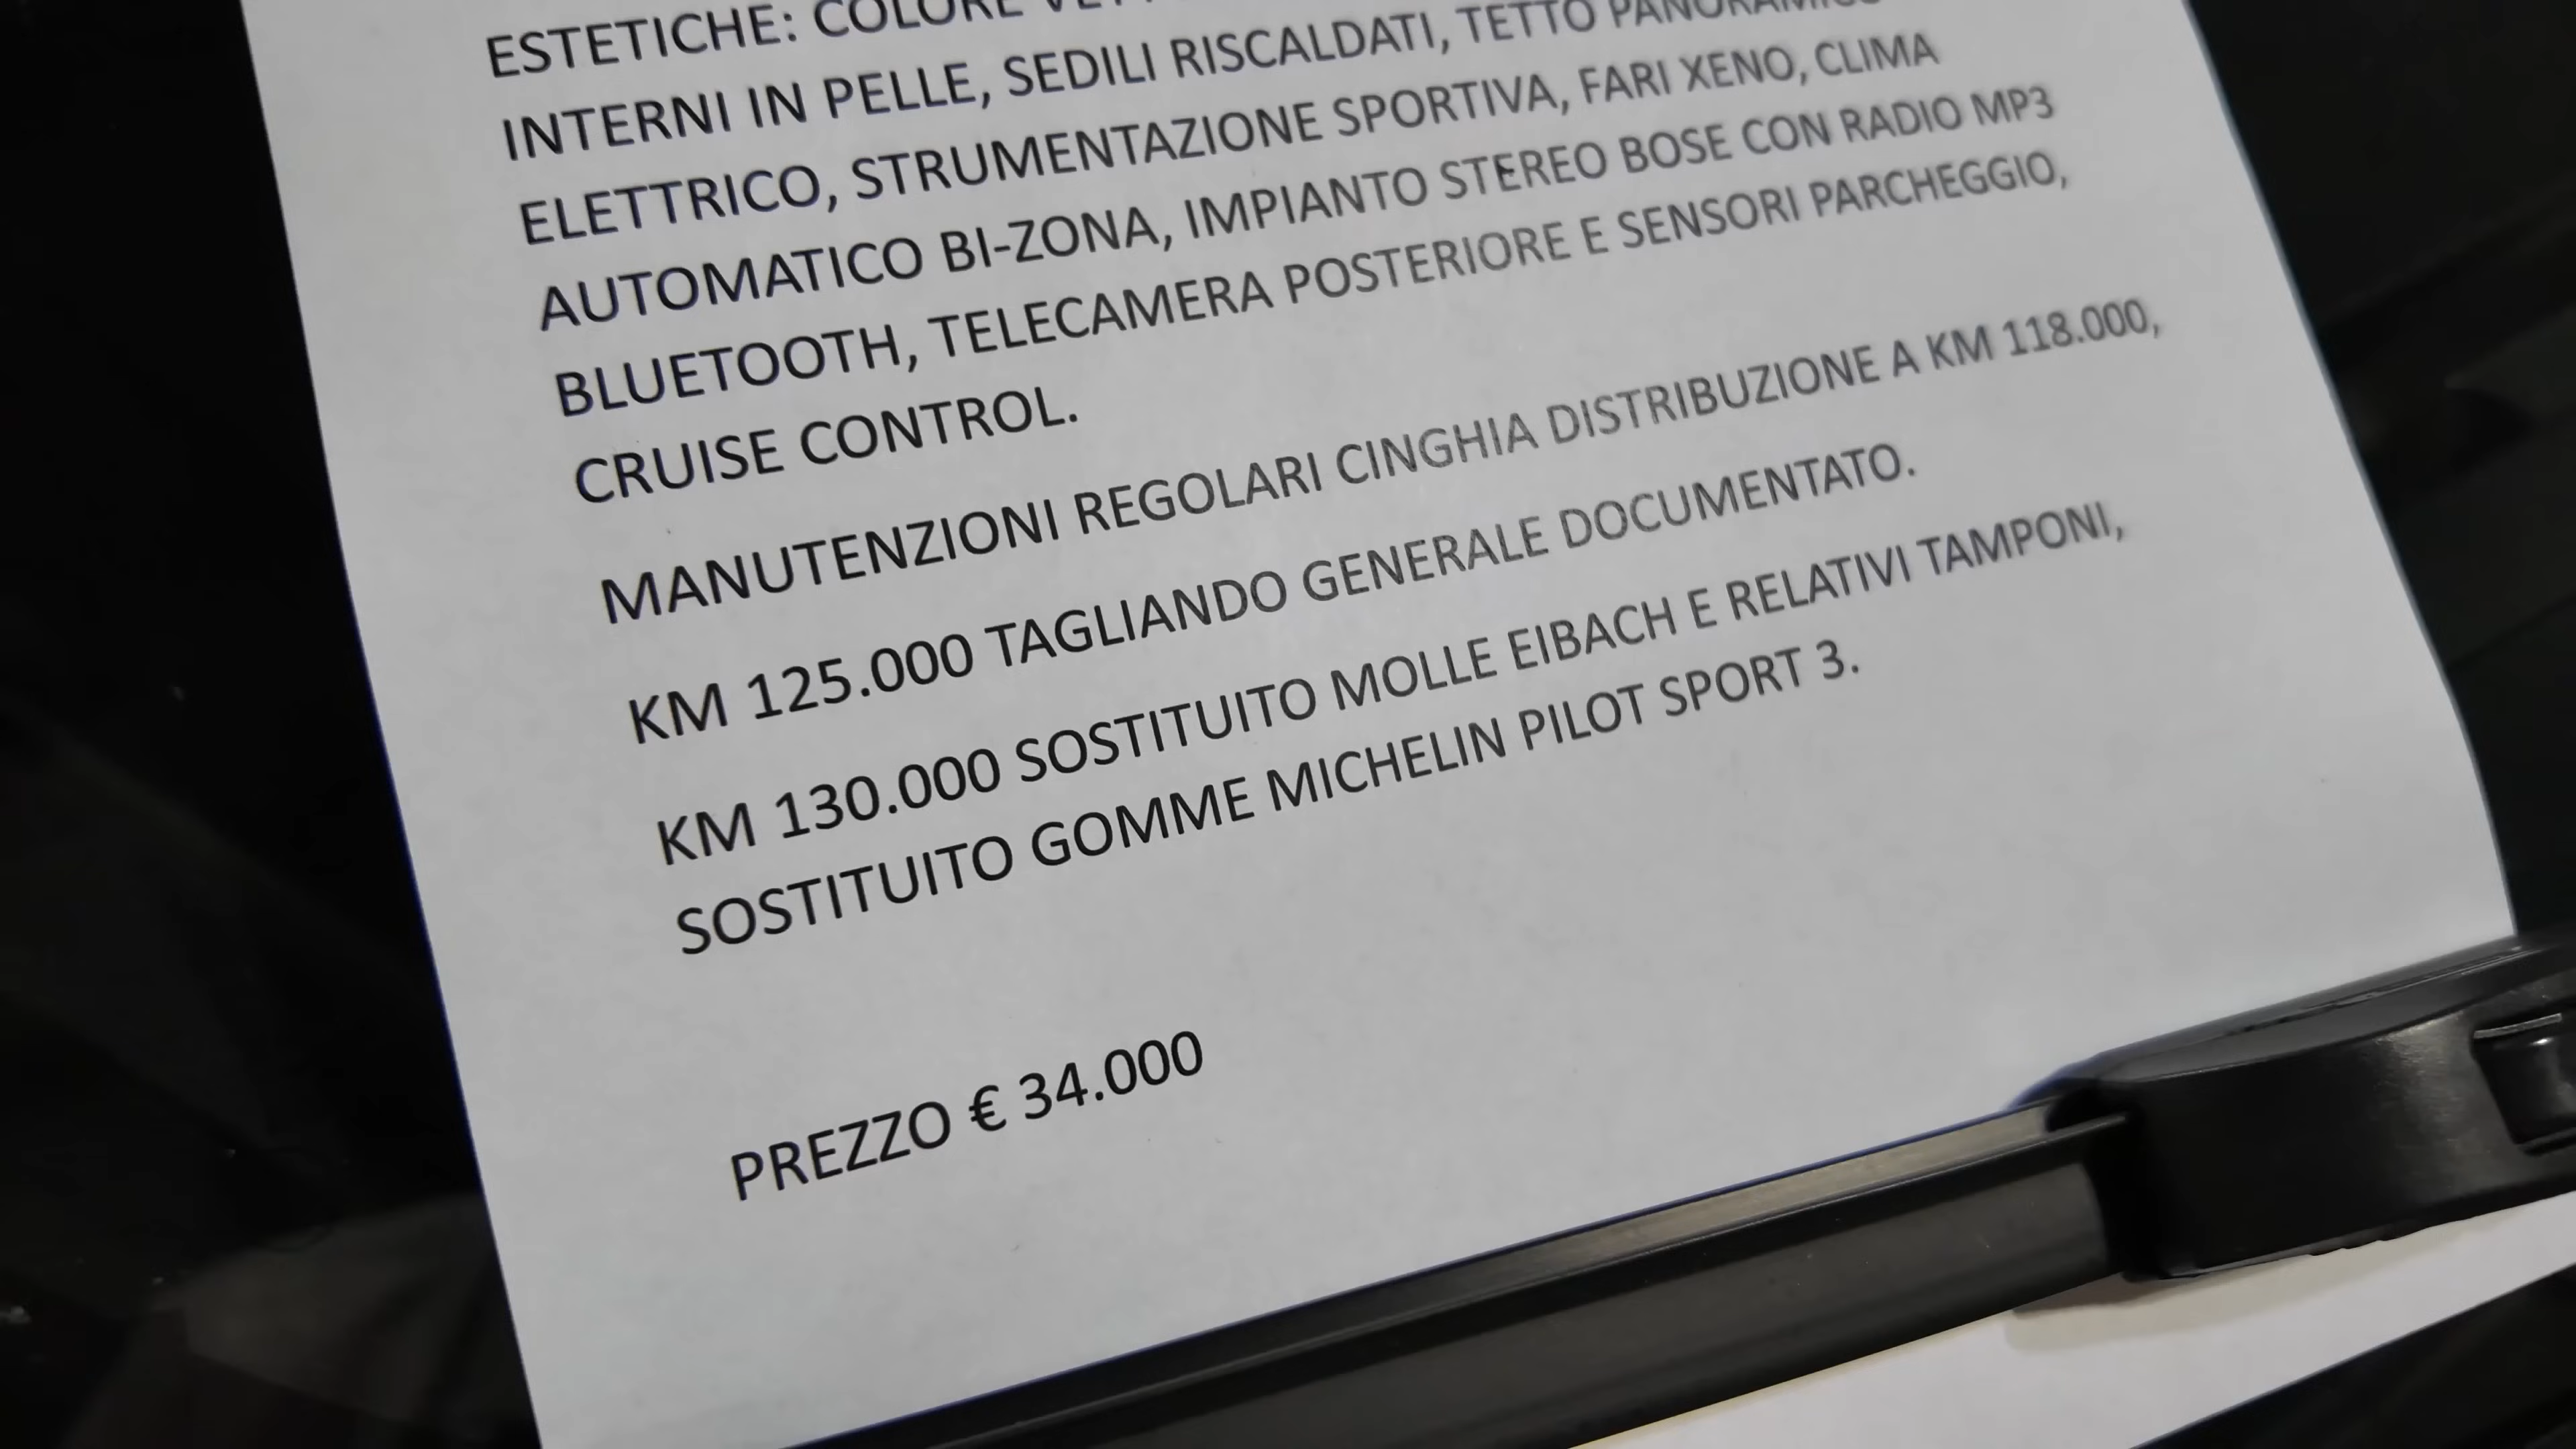 ESTETICHE: COLORE
INTERNI IN PELLE, SEDILI RISCALDATI, TETTO PANORAMICO
ELETTRICO, STRUMENTAZIONE SPORTIVA, FARI XENO, CLIMA
AUTOMATICO BI-ZONA, IMPIANTO STEREO BOSE CON RADIO MP3
BLUETOOTH, TELECAMERA POSTERIORE E SENSORI PARCHEGGIO,
CRUISE CONTROL.
MANUTENZIONI REGOLARI CINGHIA DISTRIBUZIONE A KM 118.000,
KM 125.000 TAGLIANDO GENERALE DOCUMENTATO.
KM 130.000 SOSTITUITO MOLLE EIBACH E RELATIVI TAMPONI,
SOSTITUITO GOMME MICHELIN PILOT SPORT 3.
PREZZO € 34.000